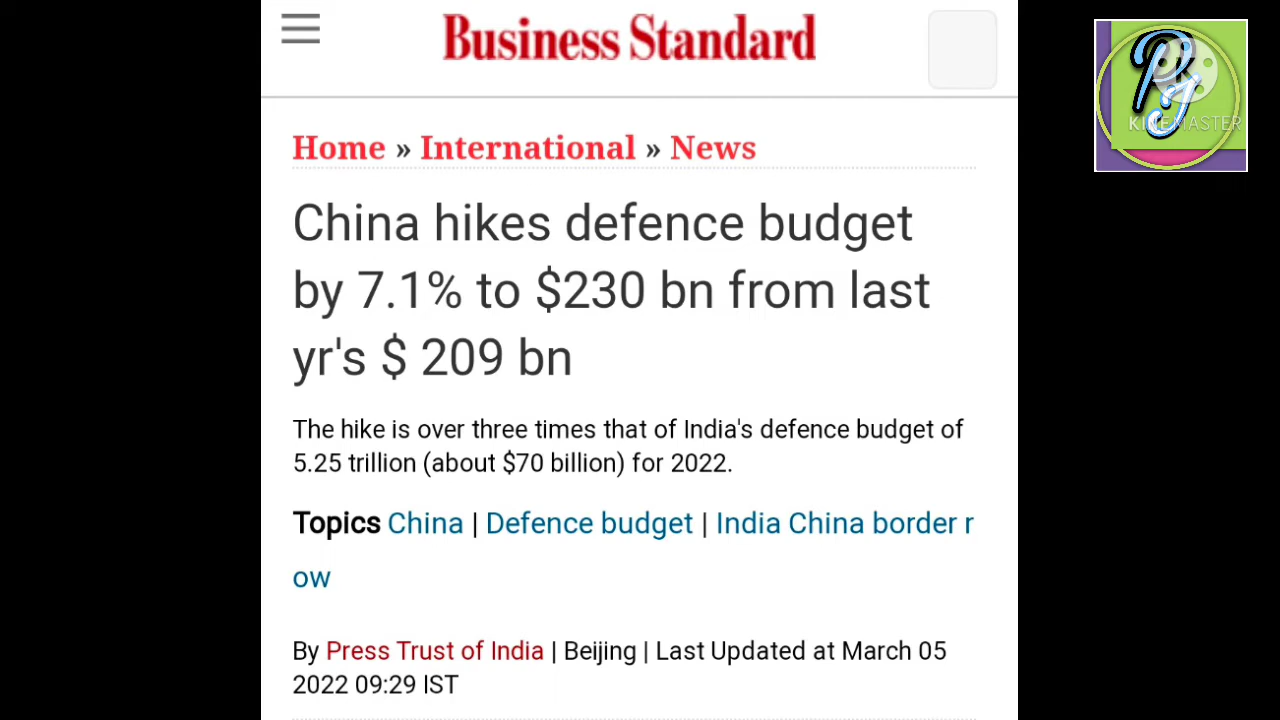 Business Standard
Home » International » News
China hikes defence budget
by 7.1% to $230 bn from last
yr's $ 209 bn
The hike is over three times that of India's defence budget of
5.25 trillion (about $70 billion) for 2022.
Topics China | Defence budget | India China border r
ow
By Press Trust of India | Beijing | Last Updated at March 05
2022 09:29 IST
KINEMASTER